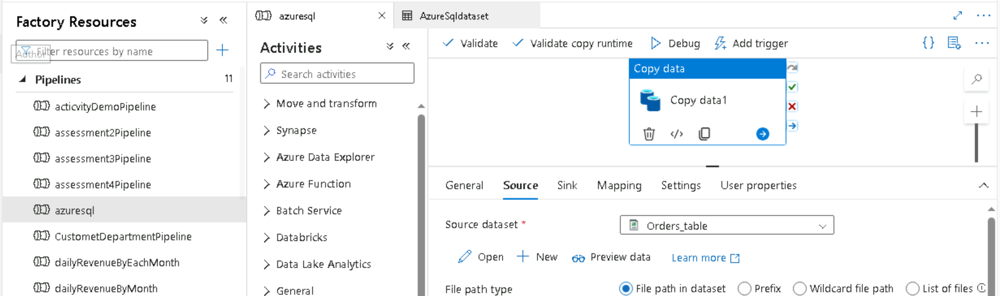 Factory Resources
Author
Filter resources by name
Pipelines 11
acticvityDemoPipeline
assessment2Pipeline
assessment3Pipeline
assessment4Pipeline
azuresql
CustometDepartmentPipeline
dailyRevenueByEachMonth
dailyRevenueByMonth
azuresql
AzureSqldataset
Activities
Search activities
Move and transform
Synapse
Azure Data Explorer
Azure Function
Batch Service
Databricks
Data Lake Analytics
General
Validate Validate copy runtime Debug Add trigger
Copy data
Copy data1
General Source Sink Mapping Settings User properties
Source dataset * Orders_table
Open New Preview data Learn more
File path type File path in dataset Prefix Wildcard file path List of files